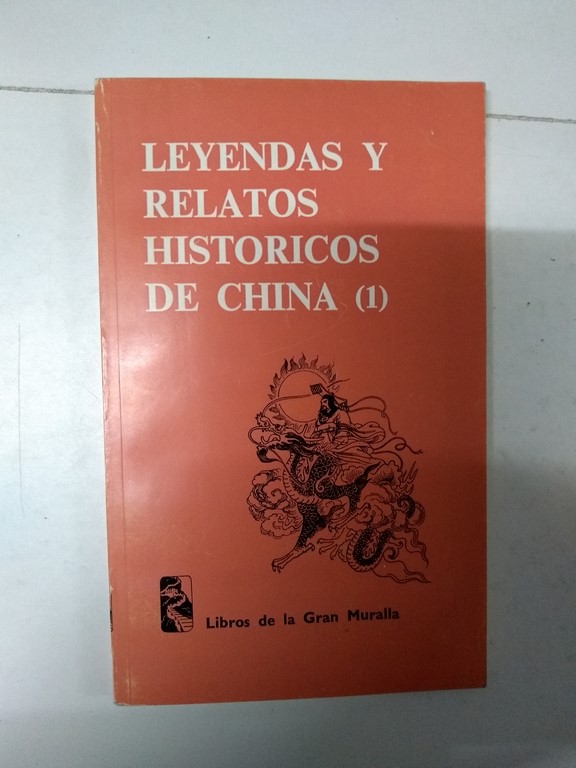 LEYENDAS Y
RELATOS
HISTORICOS
DE CHINA (1)
Libros de la Gran Muralla